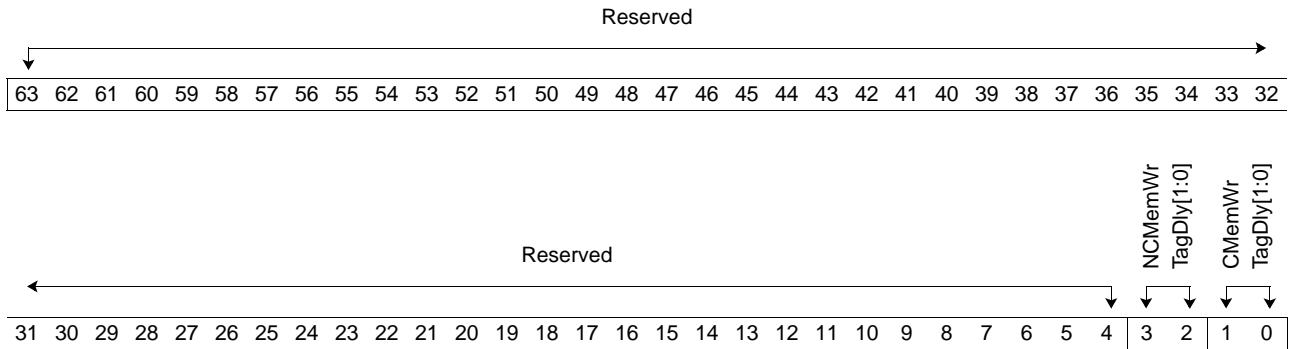 Reserved
63 62 61 60 59 58 57 56 55 54 53 52 51 50 49 48 47 46 45 44 43 42 41 40 39 38 37 36 35 34 33 32
NCMemWr
TagDly[1:0]
CMemWr
TagDly[1:0]
Reserved
31 30 29 28 27 26 25 24 23 22 21 20 19 18 17 16 15 14 13 12 11 10 9 8 7 6 5 4 3 2 1 0